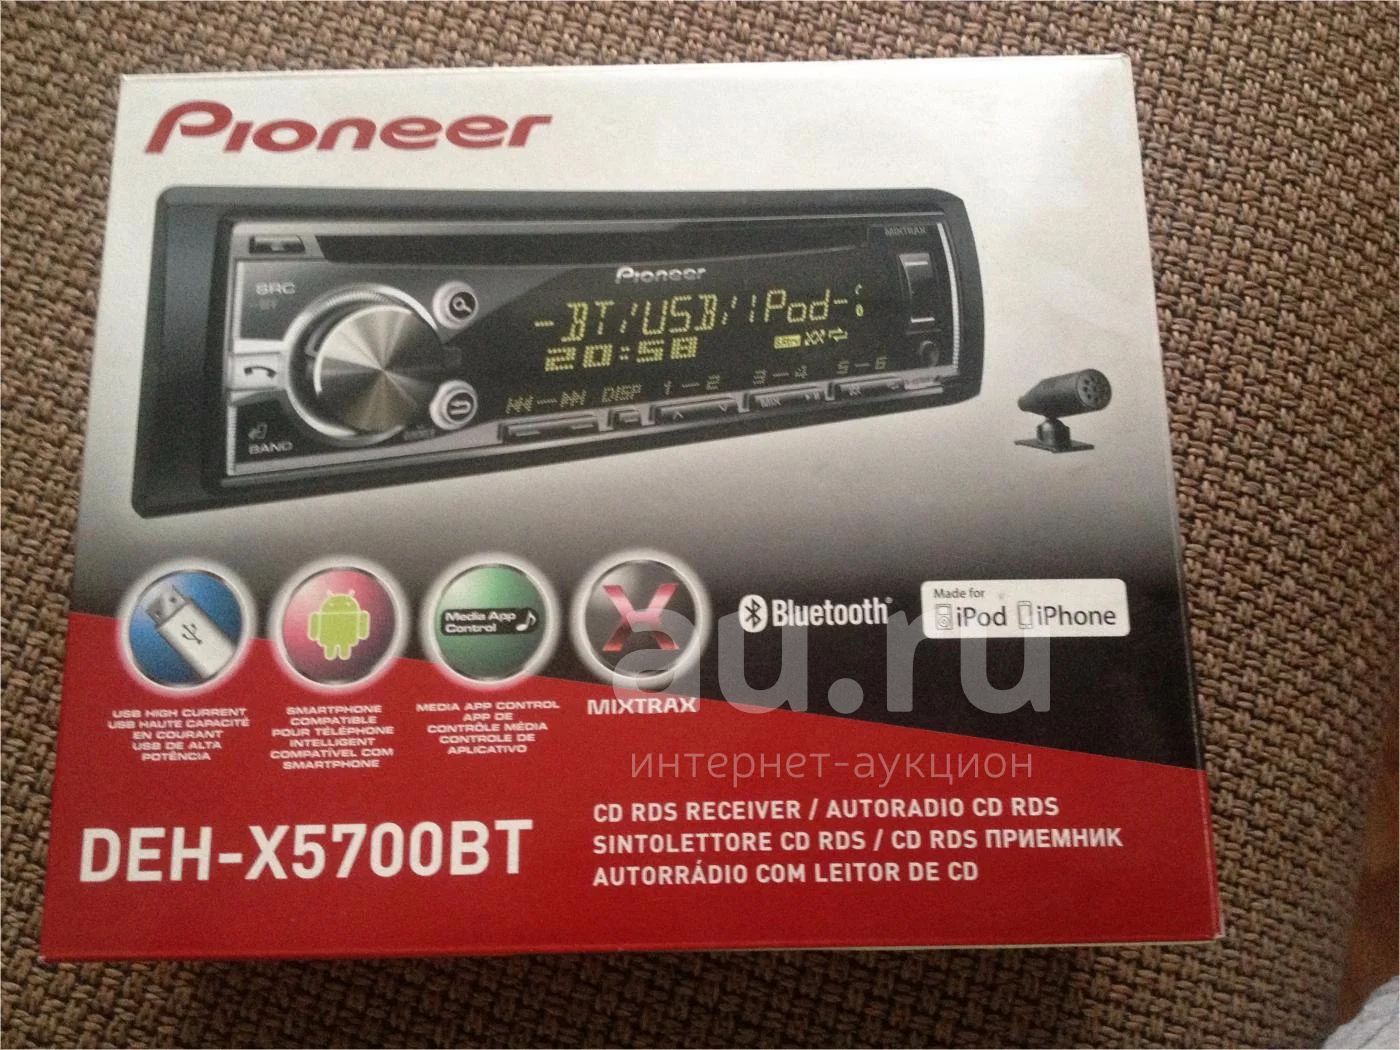 Pioneer
MIXTRAX
Pioneer
SRC
BT
-BT/USB/iPod-
20:58
DISP 1 — 2 3 — 4 5 — 6
MIX
BAND
Media App
Control
Bluetooth®
Made for
iPod iPhone
USB HIGH CURRENT
USB HAUTE CAPACITÉ
EN COURANT
USB DE ALTA
POTÊNCIA
SMARTPHONE
COMPATIBLE
POUR TÉLÉPHONE
INTELLIGENT
COMPATÍVEL COM
SMARTPHONE
MEDIA APP CONTROL
APP DE
CONTRÔLE MÉDIA
CONTROLE DE
APLICATIVO
MIXTRAX
au.ru
интернет-аукцион
DEH-X5700BT
CD RDS RECEIVER / AUTORADIO CD RDS
SINTOLETTORE CD RDS / CD RDS ПРИЕМНИК
AUTORRÁDIO COM LEITOR DE CD